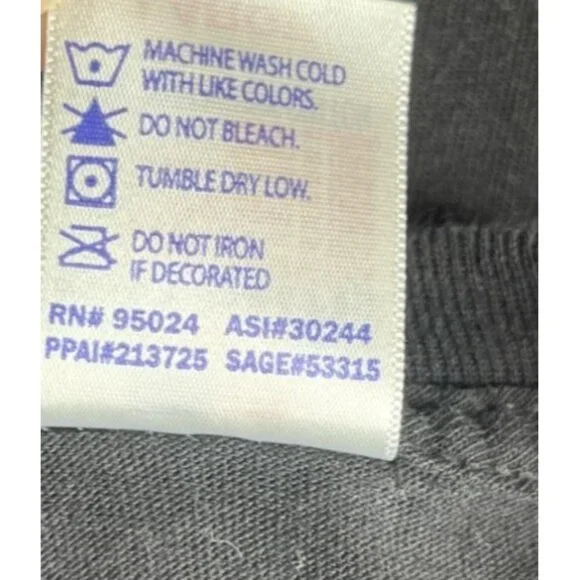 MACHINE WASH COLD
WITH LIKE COLORS.
DO NOT BLEACH.
TUMBLE DRY LOW.
DO NOT IRON
IF DECORATED
RN# 95024 ASI#30244
PPAI#213725 SAGE#53315